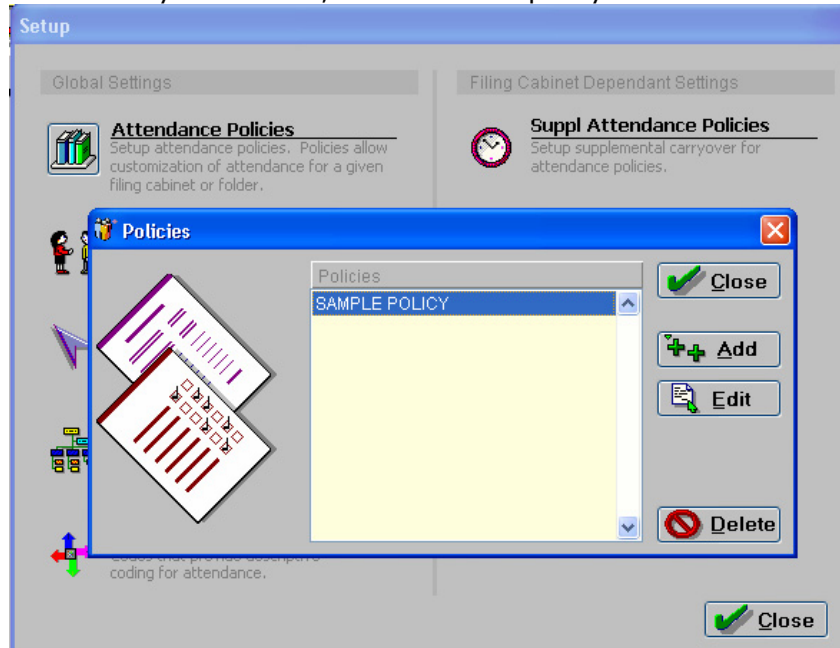 Setup
Global Settings
Filing Cabinet Dependant Settings
Attendance Policies
Setup attendance policies. Policies allow
customization of attendance for a given
filing cabinet or folder.
Suppl Attendance Policies
Setup supplemental carryover for
attendance policies.
Policies
Policies
SAMPLE POLICY
Close
Add
Edit
Delete
coding for attendance.
Close